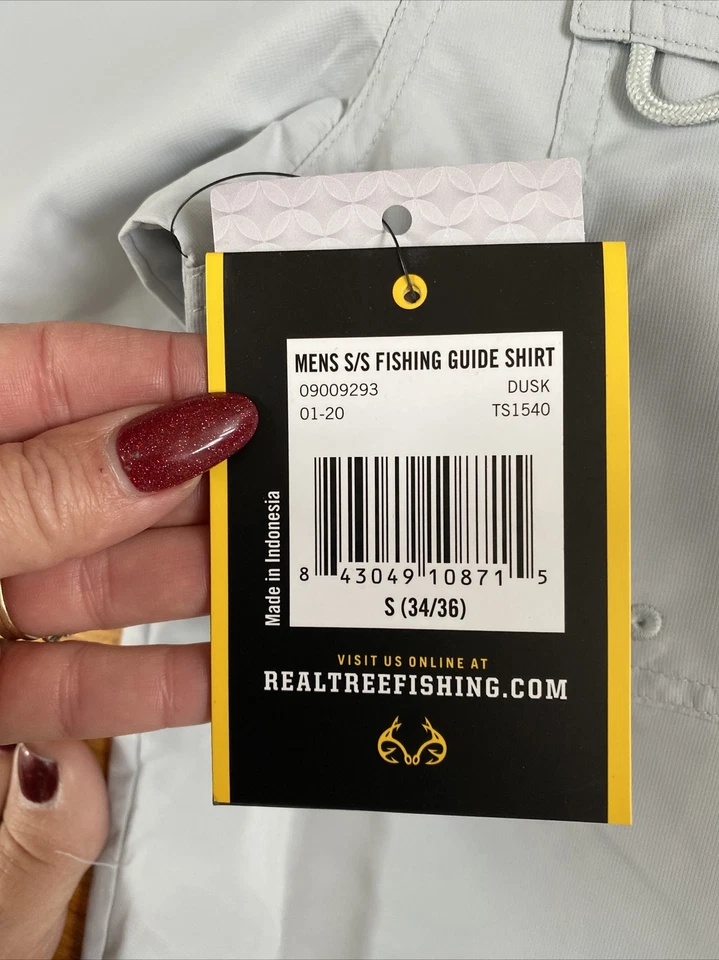 MENS S/S FISHING GUIDE SHIRT
09009293 DUSK
01-20 TS1540
8 43049 10871 5
S (34/36)
Made in Indonesia
VISIT US ONLINE AT
REALTREEFISHING.COM